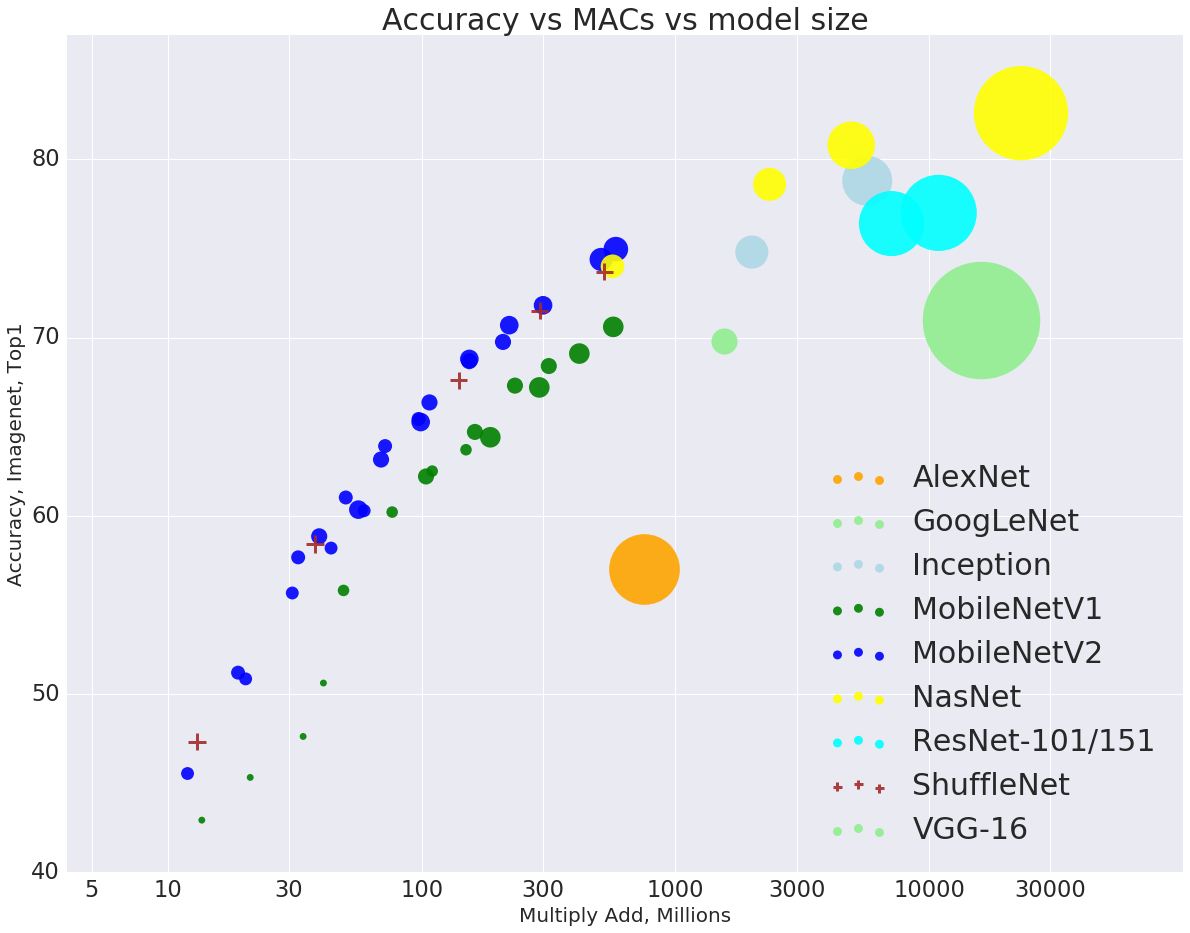 Accuracy vs MACs vs model size
Accuracy, Imagenet, Top1
80
70
60
50
40
AlexNet
GoogLeNet
Inception
MobileNetV1
MobileNetV2
NasNet
ResNet-101/151
ShuffleNet
VGG-16
5 10 30 100 300 1000 3000 10000 30000
Multiply Add, Millions